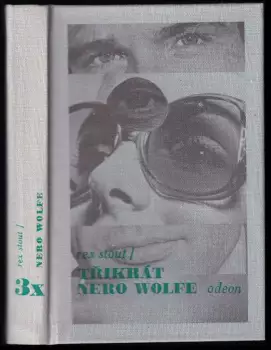 rex stout /
3x
NERO WOLFE
rex stout /
TŘIKRÁT
NERO WOLFE odeon